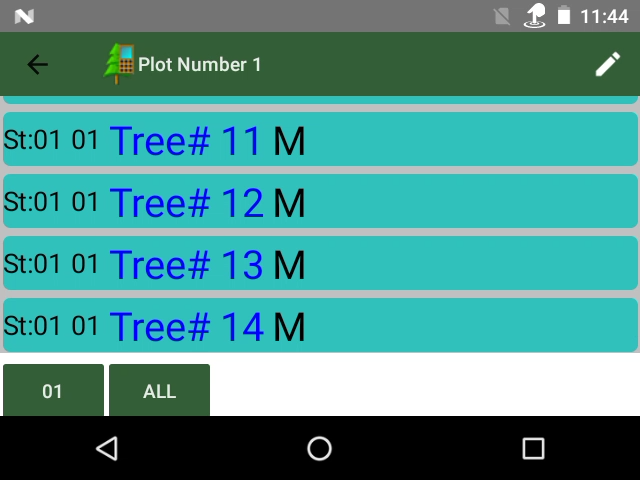 11:44
Plot Number 1
St:01 01 Tree# 11 M
St:01 01 Tree# 12 M
St:01 01 Tree# 13 M
St:01 01 Tree# 14 M
01 ALL